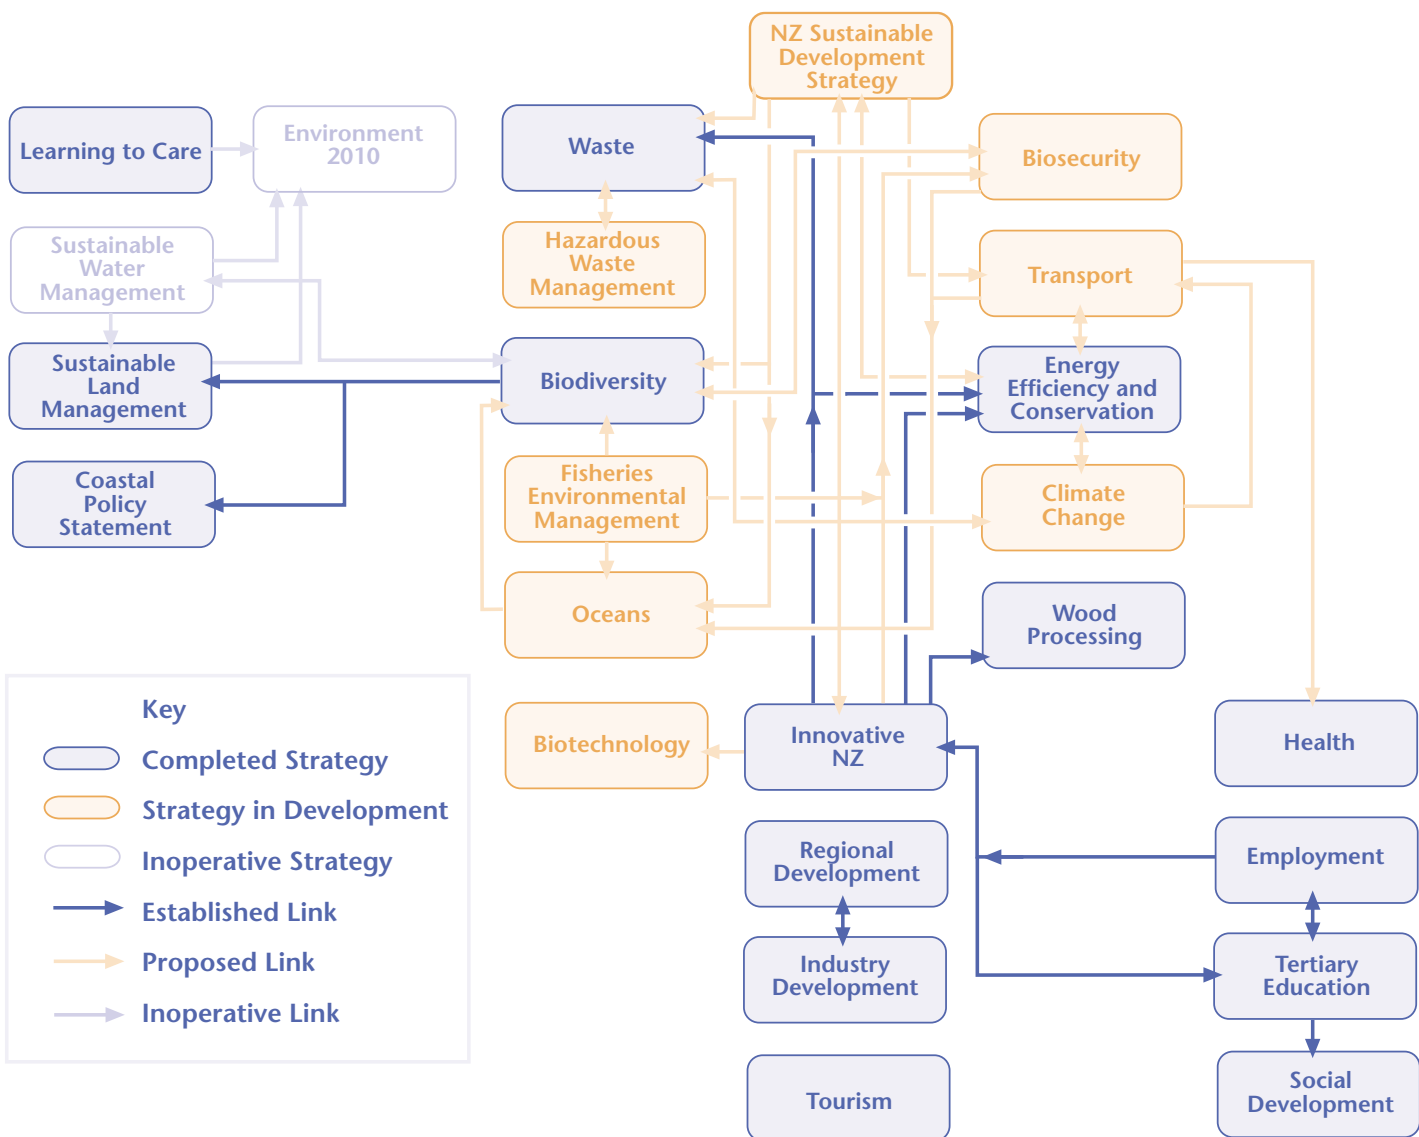 NZ Sustainable
Development
Strategy
Learning to Care
Environment
2010
Waste
Biosecurity
Sustainable
Water
Management
Hazardous
Waste
Management
Transport
Sustainable
Land
Management
Biodiversity
Energy
Efficiency and
Conservation
Coastal
Policy
Statement
Fisheries
Environmental
Management
Climate
Change
Oceans
Wood
Processing
Key
Completed Strategy
Strategy in Development
Inoperative Strategy
Established Link
Proposed Link
Inoperative Link
Biotechnology
Innovative
NZ
Health
Regional
Development
Employment
Industry
Development
Tertiary
Education
Tourism
Social
Development